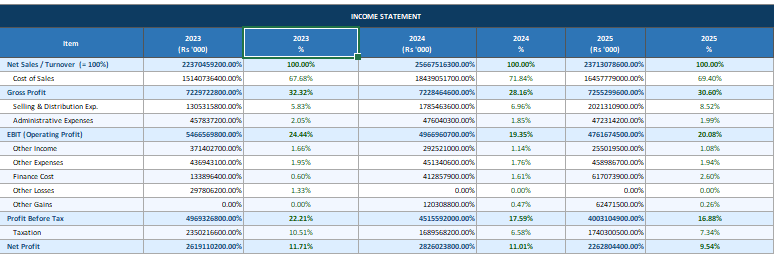 INCOME STATEMENT
Item 2023 (Rs '000) 2023 % 2024 (Rs '000) 2024 % 2025 (Rs '000) 2025 %
Net Sales / Turnover (= 100%) 22370459200.00% 100.00% 25667516300.00% 100.00% 23713078600.00% 100.00%
Cost of Sales 15140736400.00% 67.68% 18439051700.00% 71.84% 16457779000.00% 69.40%
Gross Profit 7229722800.00% 32.32% 7228464600.00% 28.16% 7255299600.00% 30.60%
Selling & Distribution Exp. 1305315800.00% 5.83% 1785463600.00% 6.96% 2021310900.00% 8.52%
Administrative Expenses 457837200.00% 2.05% 476040300.00% 1.85% 472314200.00% 1.99%
EBIT (Operating Profit) 5466569800.00% 24.44% 4966960700.00% 19.35% 4761674500.00% 20.08%
Other Income 371402700.00% 1.66% 292521000.00% 1.14% 255019500.00% 1.08%
Other Expenses 436943100.00% 1.95% 451340600.00% 1.76% 458986700.00% 1.94%
Finance Cost 133896400.00% 0.60% 412857900.00% 1.61% 617073900.00% 2.60%
Other Losses 297806200.00% 1.33% 0.00% 0.00% 0.00% 0.00%
Other Gains 0.00% 0.00% 120308800.00% 0.47% 62471500.00% 0.26%
Profit Before Tax 4969326800.00% 22.21% 4515592000.00% 17.59% 4003104900.00% 16.88%
Taxation 2350216600.00% 10.51% 1689568200.00% 6.58% 1740300500.00% 7.34%
Net Profit 2619110200.00% 11.71% 2826023800.00% 11.01% 2262804400.00% 9.54%